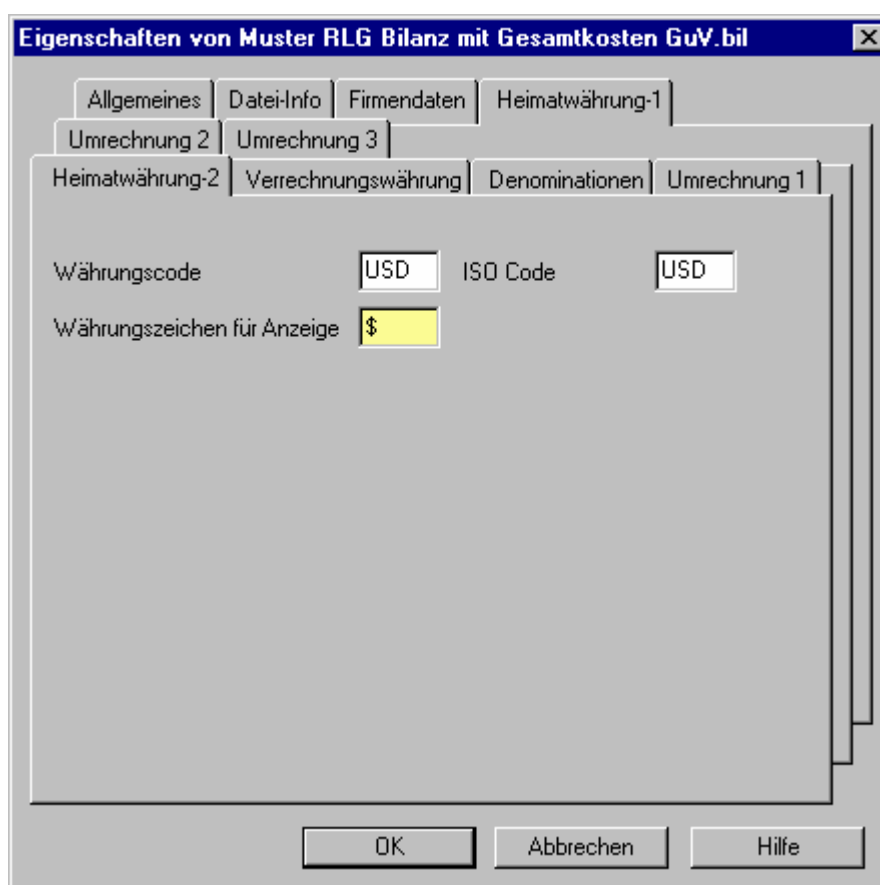 Eigenschaften von Muster RLG Bilanz mit Gesamtkosten GuV.bil
Allgemeines Datei-Info Firmendaten Heimatwährung-1
Umrechnung 2 Umrechnung 3
Heimatwährung-2 Verrechnungswährung Denominationen Umrechnung 1
Währungscode USD ISO Code USD
Währungszeichen für Anzeige $
OK Abbrechen Hilfe